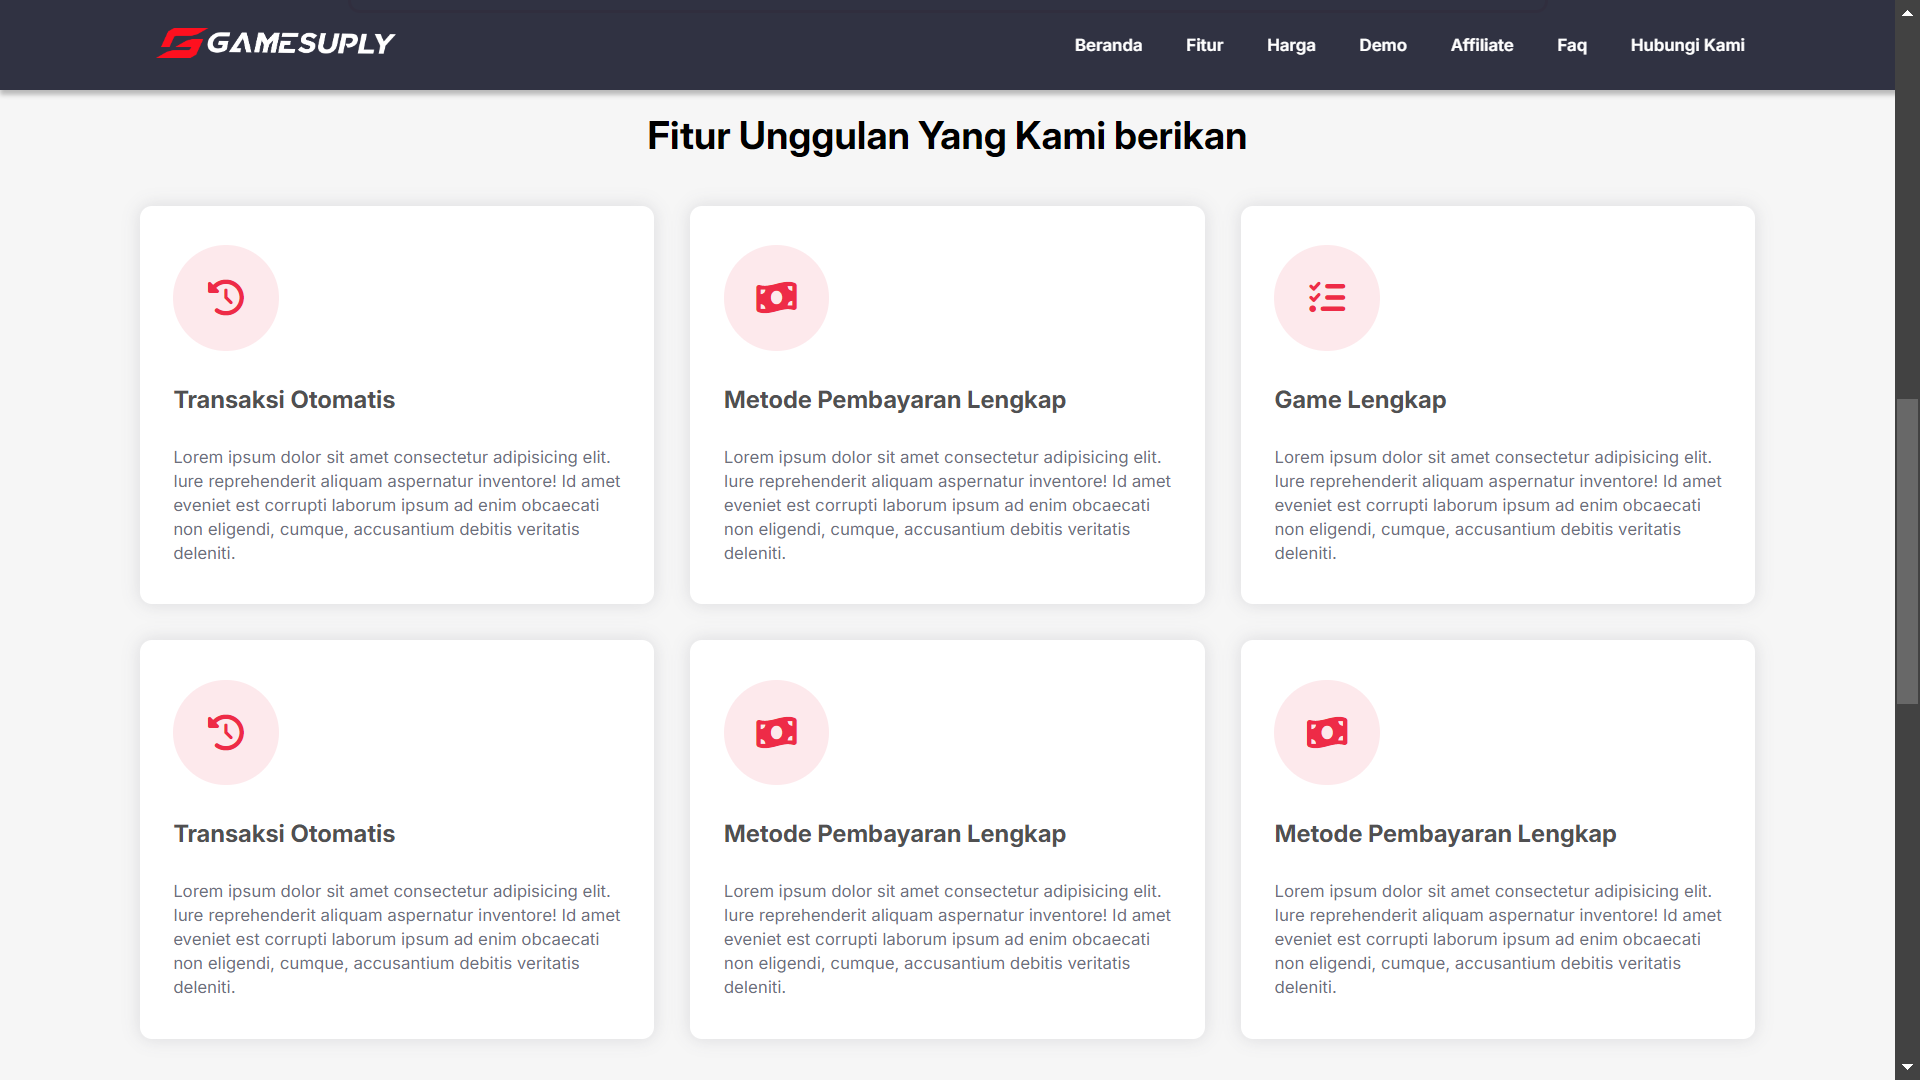 GAMESUPLY
Beranda Fitur Harga Demo Affiliate Faq Hubungi Kami
Fitur Unggulan Yang Kami berikan
Transaksi Otomatis
Lorem ipsum dolor sit amet consectetur adipisicing elit.
Iure reprehenderit aliquam aspernatur inventore! Id amet
eveniet est corrupti laborum ipsum ad enim obcaecati
non eligendi, cumque, accusantium debitis veritatis
deleniti.
Metode Pembayaran Lengkap
Lorem ipsum dolor sit amet consectetur adipisicing elit.
Iure reprehenderit aliquam aspernatur inventore! Id amet
eveniet est corrupti laborum ipsum ad enim obcaecati
non eligendi, cumque, accusantium debitis veritatis
deleniti.
Game Lengkap
Lorem ipsum dolor sit amet consectetur adipisicing elit.
Iure reprehenderit aliquam aspernatur inventore! Id amet
eveniet est corrupti laborum ipsum ad enim obcaecati
non eligendi, cumque, accusantium debitis veritatis
deleniti.
Transaksi Otomatis
Lorem ipsum dolor sit amet consectetur adipisicing elit.
Iure reprehenderit aliquam aspernatur inventore! Id amet
eveniet est corrupti laborum ipsum ad enim obcaecati
non eligendi, cumque, accusantium debitis veritatis
deleniti.
Metode Pembayaran Lengkap
Lorem ipsum dolor sit amet consectetur adipisicing elit.
Iure reprehenderit aliquam aspernatur inventore! Id amet
eveniet est corrupti laborum ipsum ad enim obcaecati
non eligendi, cumque, accusantium debitis veritatis
deleniti.
Metode Pembayaran Lengkap
Lorem ipsum dolor sit amet consectetur adipisicing elit.
Iure reprehenderit aliquam aspernatur inventore! Id amet
eveniet est corrupti laborum ipsum ad enim obcaecati
non eligendi, cumque, accusantium debitis veritatis
deleniti.